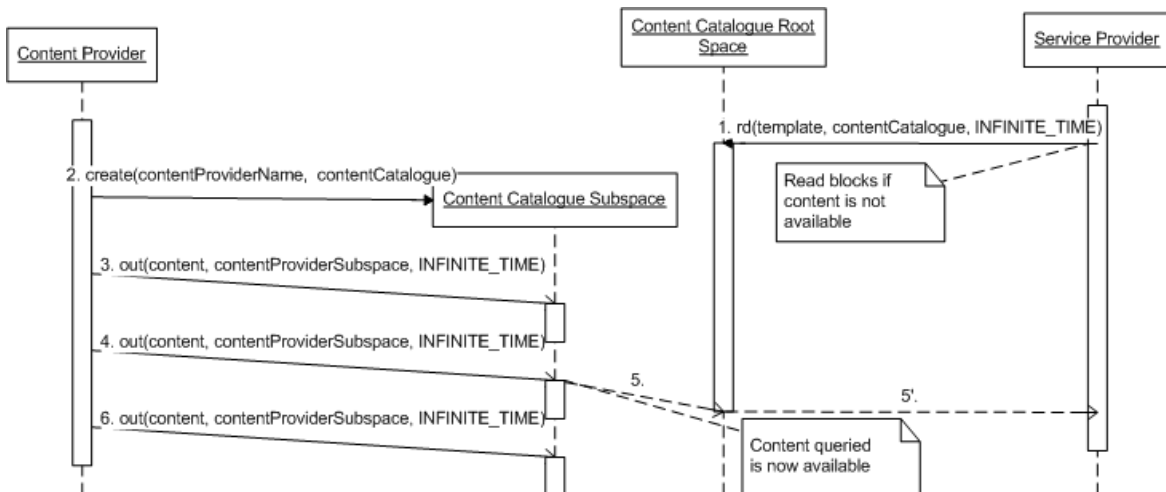 Content Provider
Content Catalogue Root
Space
Service Provider
1. rd(template, contentCatalogue, INFINITE_TIME)
2. create(contentProviderName, contentCatalogue)
Read blocks if
content is not
available
Content Catalogue Subspace
3. out(content, contentProviderSubspace, INFINITE_TIME)
4. out(content, contentProviderSubspace, INFINITE_TIME)
5.
5'.
6. out(content, contentProviderSubspace, INFINITE_TIME)
Content queried
is now available